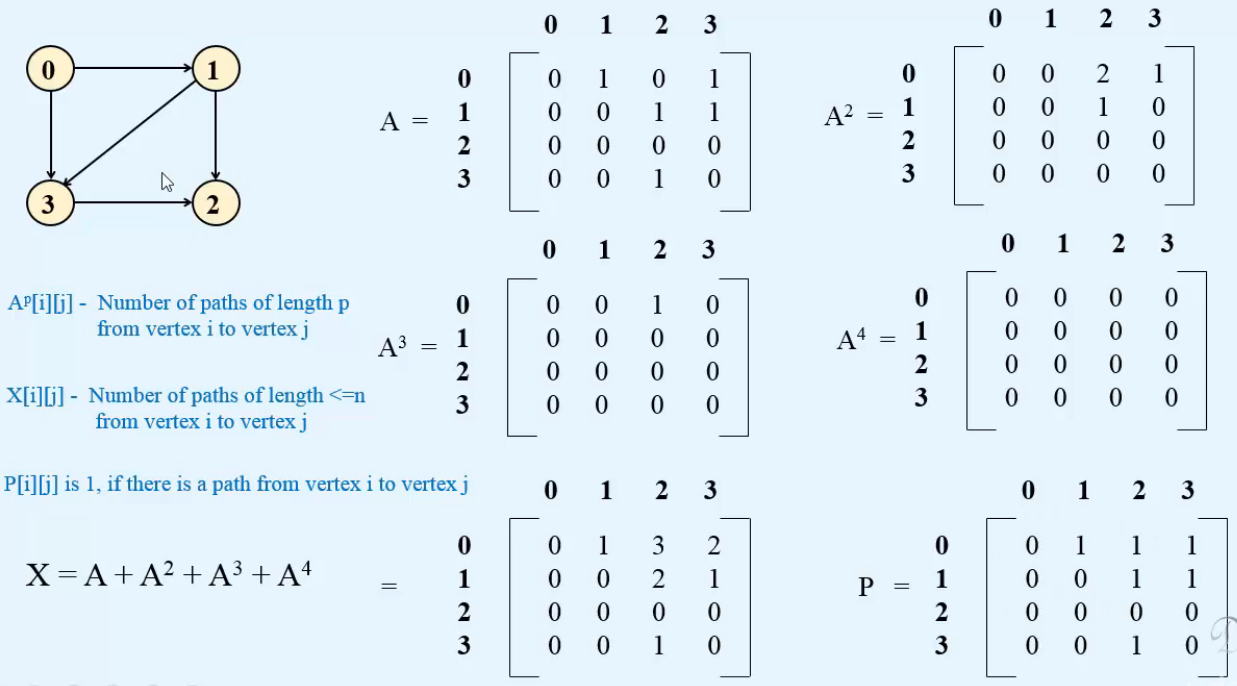 0 1
3 2
0 1 2 3
A =
0 0 1 0 1
1 0 0 1 1
2 0 0 0 0
3 0 0 1 0
0 1 2 3
A² =
0 0 0 2 1
1 0 0 1 0
2 0 0 0 0
3 0 0 0 0
Aᵖ[i][j] - Number of paths of length p
from vertex i to vertex j
X[i][j] - Number of paths of length <=n
from vertex i to vertex j
0 1 2 3
A³ =
0 0 0 1 0
1 0 0 0 0
2 0 0 0 0
3 0 0 0 0
0 1 2 3
A⁴ =
0 0 0 0 0
1 0 0 0 0
2 0 0 0 0
3 0 0 0 0
P[i][j] is 1, if there is a path from vertex i to vertex j
X = A + A² + A³ + A⁴
=
0 1 2 3
0 0 1 3 2
1 0 0 2 1
2 0 0 0 0
3 0 0 1 0
0 1 2 3
P =
0 0 1 1 1
1 0 0 1 1
2 0 0 0 0
3 0 0 1 0